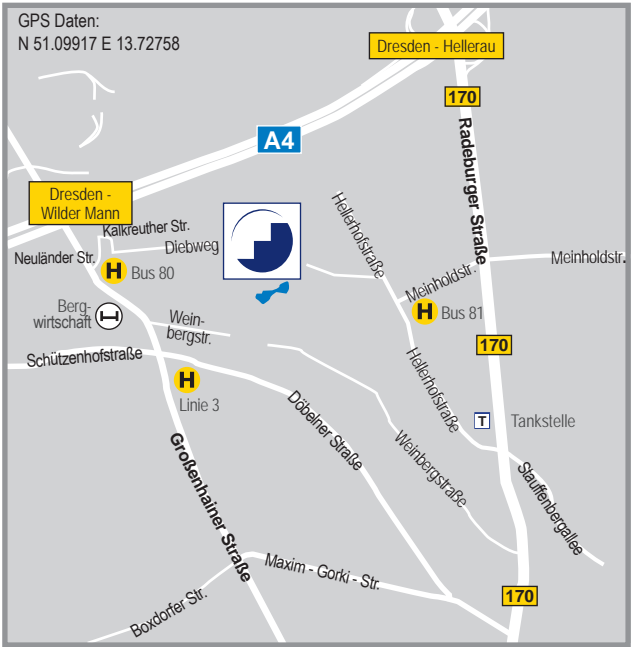 GPS Daten:
N 51.09917 E 13.72758
Dresden - Hellerau
170
A4
Radeburger Straße
Dresden -
Wilder Mann
Kalkreuther Str.
Diebweg
Neuländer Str.
H Bus 80
Hellerhofstraße
Meinholdstr.
Meinholdstr.
H Bus 81
Berg-
wirtschaft
H
Wein-
bergstr.
170
Schützenhofstraße
H
Linie 3
Hellerhofstraße
Döbelner Straße
T Tankstelle
Weinbergstraße
Stauffenbergallee
Großenhainer Straße
Maxim - Gorki - Str.
Boxdorfer Str.
170